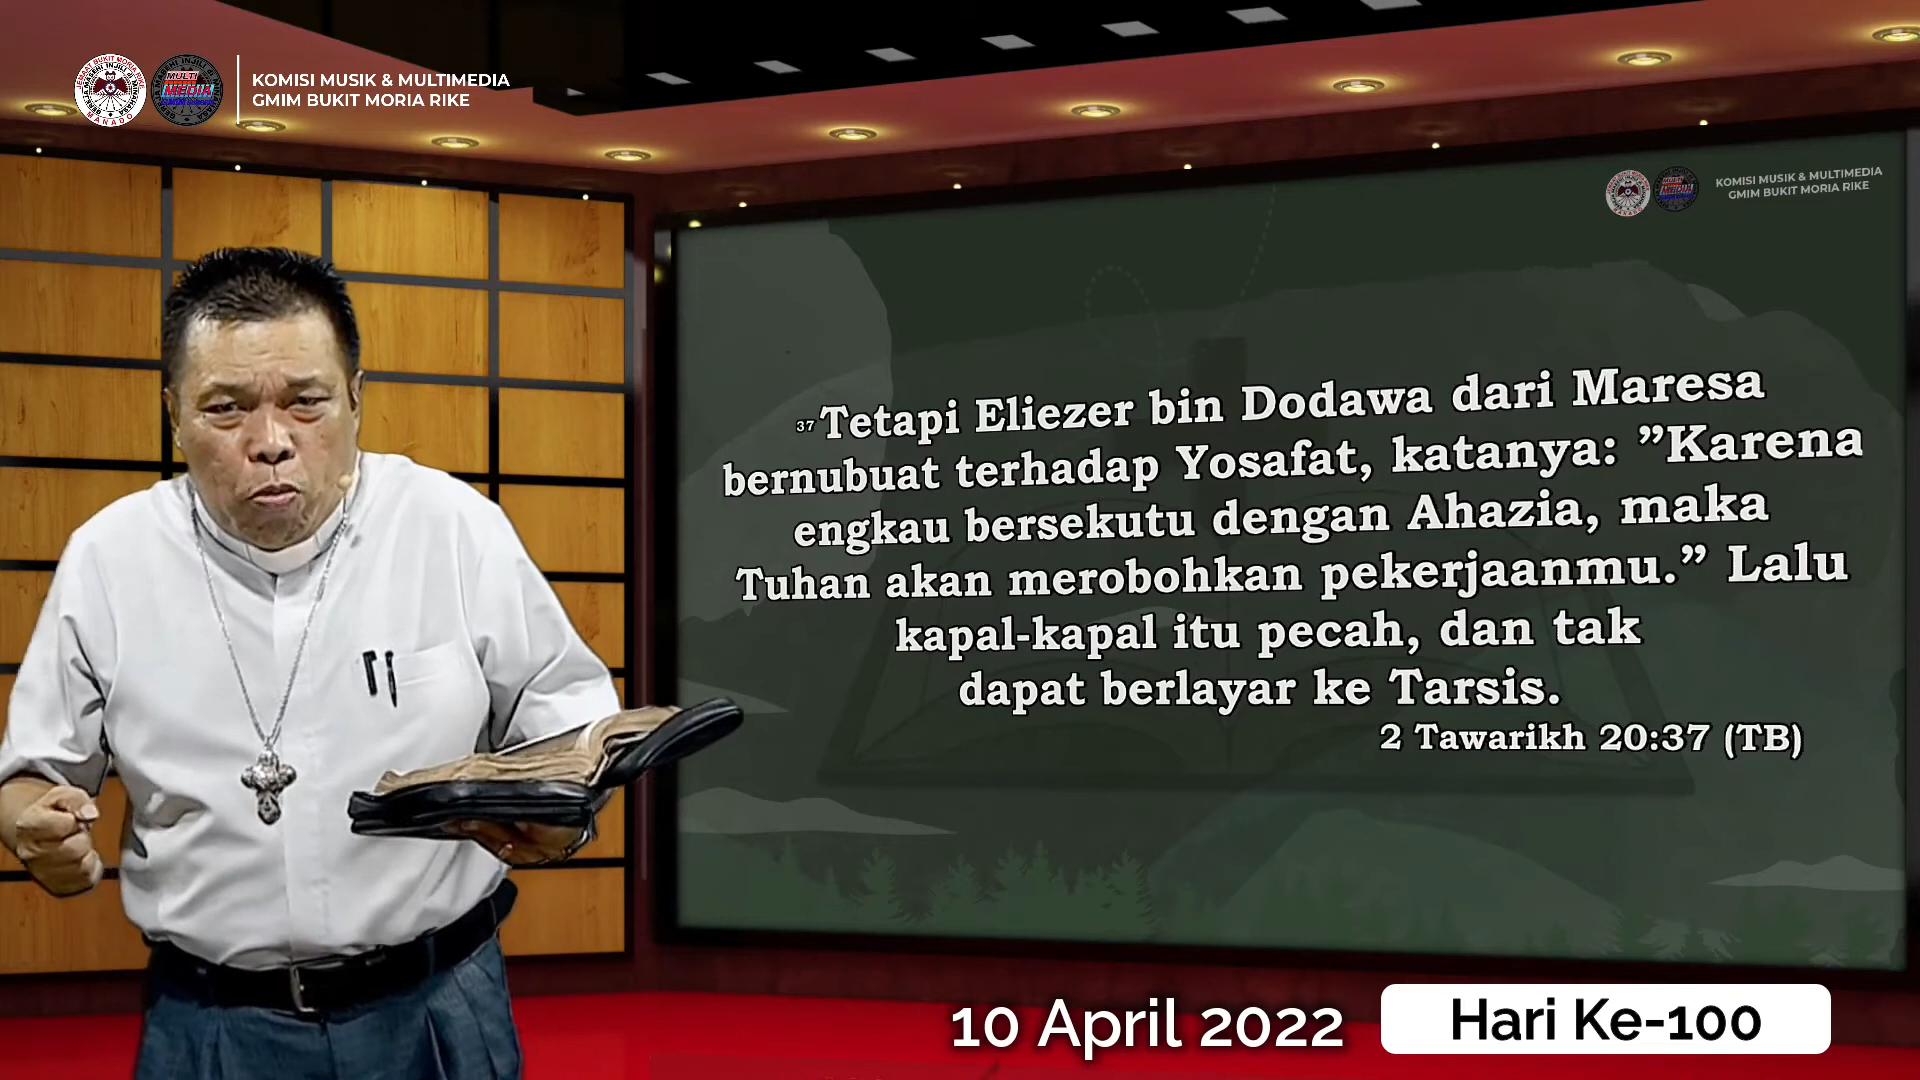 KOMISI MUSIK & MULTIMEDIA
GMIM BUKIT MORIA RIKE
MULTI
MEDIA
MANADO
KOMISI MUSIK & MULTIMEDIA
GMIM BUKIT MORIA RIKE
37 Tetapi Eliezer bin Dodawa dari Maresa
bernubuat terhadap Yosafat, katanya: ”Karena
engkau bersekutu dengan Ahazia, maka
Tuhan akan merobohkan pekerjaanmu.” Lalu
kapal-kapal itu pecah, dan tak
dapat berlayar ke Tarsis.
2 Tawarikh 20:37 (TB)
10 April 2022
Hari Ke-100